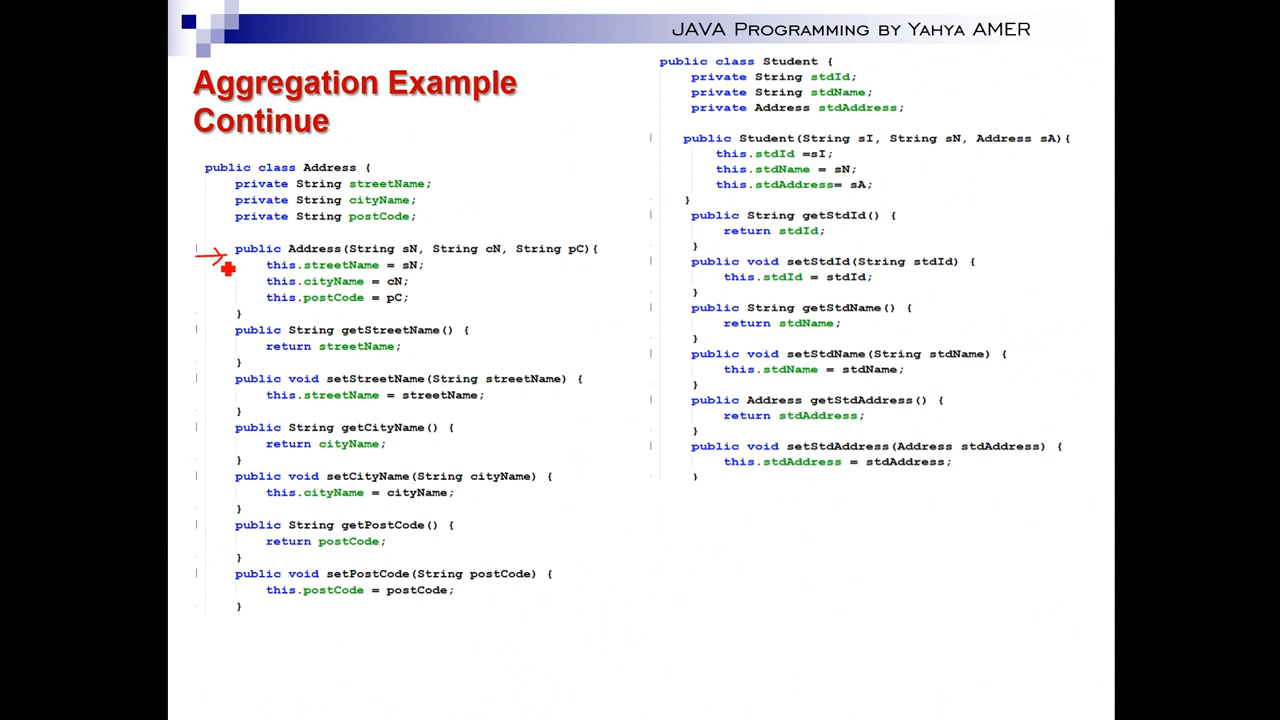 JAVA Programming by Yahya AMER
Aggregation Example
Continue
public class Address {
private String streetName;
private String cityName;
private String postCode;
public Address(String sN, String cN, String pC){
this.streetName = sN;
this.cityName = cN;
this.postCode = pC;
}
public String getStreetName() {
return streetName;
}
public void setStreetName(String streetName) {
this.streetName = streetName;
}
public String getCityName() {
return cityName;
}
public void setCityName(String cityName) {
this.cityName = cityName;
}
public String getPostCode() {
return postCode;
}
public void setPostCode(String postCode) {
this.postCode = postCode;
}
public class Student {
private String stdId;
private String stdName;
private Address stdAddress;
public Student(String sI, String sN, Address sA){
this.stdId =sI;
this.stdName = sN;
this.stdAddress= sA;
}
public String getStdId() {
return stdId;
}
public void setStdId(String stdId) {
this.stdId = stdId;
}
public String getStdName() {
return stdName;
}
public void setStdName(String stdName) {
this.stdName = stdName;
}
public Address getStdAddress() {
return stdAddress;
}
public void setStdAddress(Address stdAddress) {
this.stdAddress = stdAddress;
}